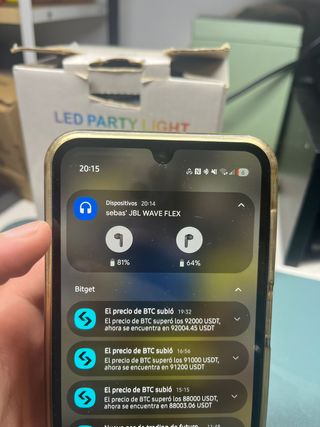 LED PARTY LIGHT
20:15
Dispositivos 20:14
sebas' JBL WAVE FLEX
81% 64%
Bitget
El precio de BTC subió 19:32
El precio de BTC superó los 92000 USDT,
ahora se encuentra en 92004.45 USDT
El precio de BTC subió 16:56
El precio de BTC superó los 91000 USDT,
ahora se encuentra en 91200 USDT
El precio de BTC subió 15:15
El precio de BTC superó los 88000 USDT,
ahora se encuentra en 88003.06 USDT